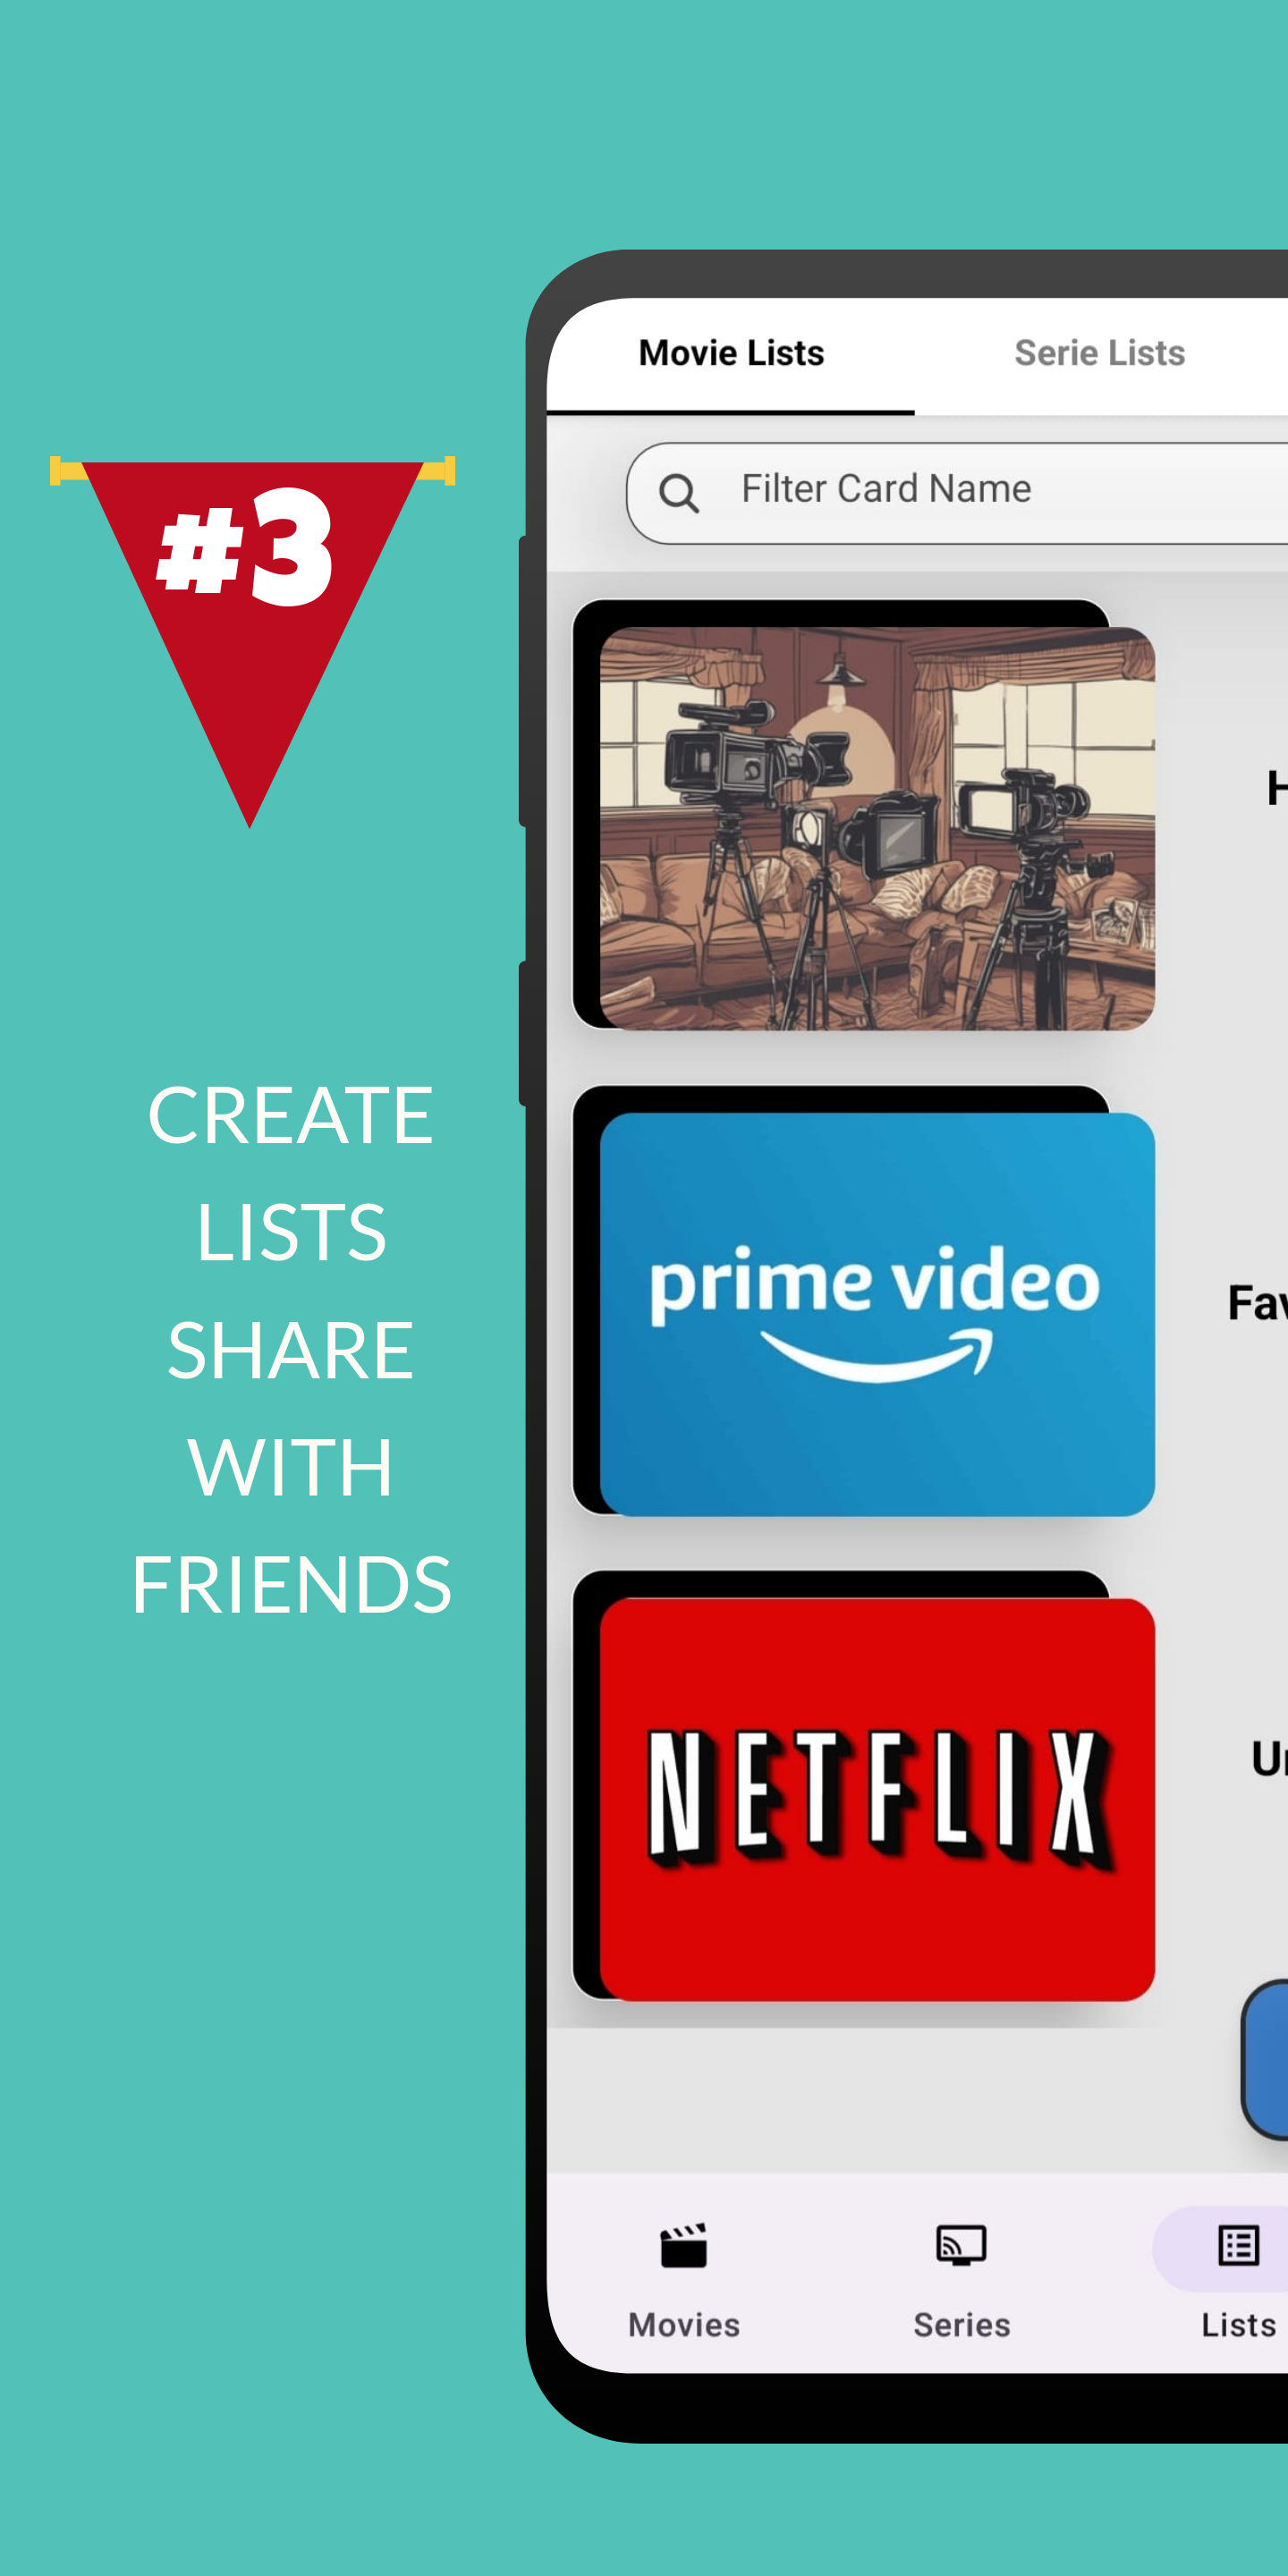 #3
CREATE
LISTS
SHARE
WITH
FRIENDS
Movie Lists
Serie Lists
Filter Card Name
prime video
NETFLIX
Movies
Series
Lists